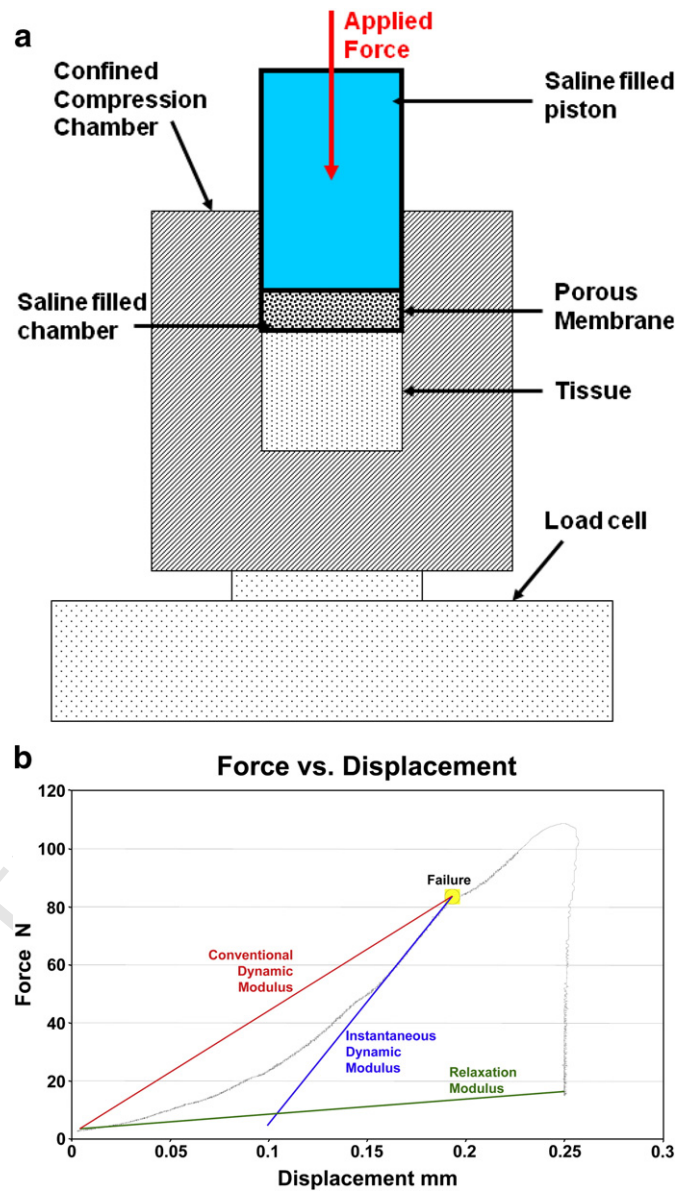 a
Applied
Force
Confined
Compression
Chamber
Saline filled
piston
Saline filled
chamber
Porous
Membrane
Tissue
Load cell
b
Force vs. Displacement
120
100
80
60
40
20
0
Force N
Failure
Conventional
Dynamic
Modulus
Instantaneous
Dynamic
Modulus
Relaxation
Modulus
0.05
0.1
0.15
0.2
0.25
0.3
Displacement mm